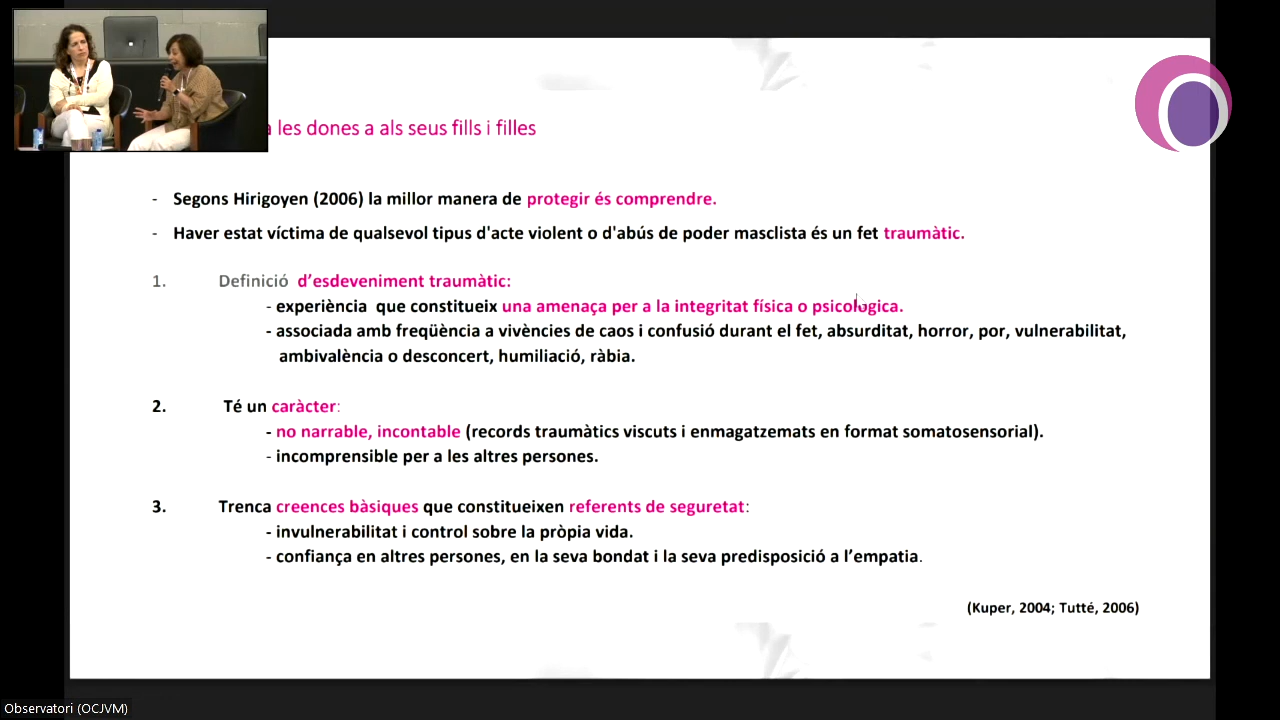 a les dones a als seus fills i filles
- Segons Hirigoyen (2006) la millor manera de protegir és comprendre.
- Haver estat víctima de qualsevol tipus d'acte violent o d'abús de poder masclista és un fet traumàtic.
1. Definició d’esdeveniment traumàtic:
- experiència que constitueix una amenaça per a la integritat física o psicològica.
- associada amb freqüència a vivències de caos i confusió durant el fet, absurditat, horror, por, vulnerabilitat,
ambivalència o desconcert, humiliació, ràbia.
2. Té un caràcter:
- no narrable, incontable (records traumàtics viscuts i enmagatzemats en format somatosensorial).
- incomprensible per a les altres persones.
3. Trenca creences bàsiques que constitueixen referents de seguretat:
- invulnerabilitat i control sobre la pròpia vida.
- confiança en altres persones, en la seva bondat i la seva predisposició a l’empatia.
(Kuper, 2004; Tutté, 2006)
Observatori (OCJVM)